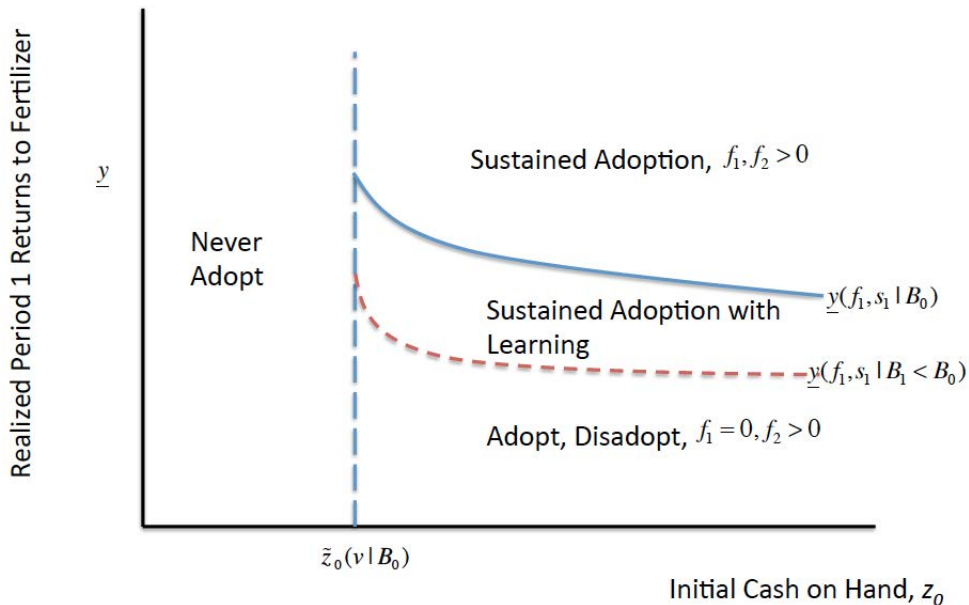 Realized Period 1 Returns to Fertilizer
y
Sustained Adoption, f₁, f₂ > 0
Never
Adopt
y(f₁, s₁ | B₀)
Sustained Adoption with
Learning
y(f₁, s₁ | B₁ < B₀)
Adopt, Disadopt, f₁ = 0, f₂ > 0
z̃₀(v | B₀)
Initial Cash on Hand, z₀